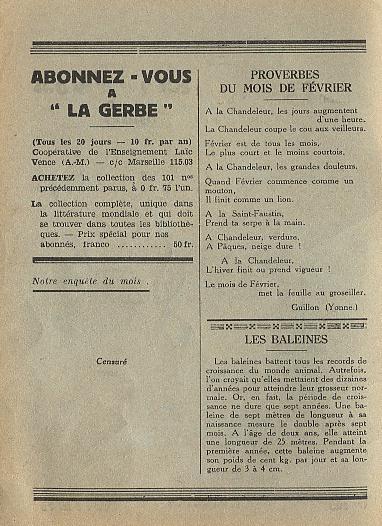 ABONNEZ - VOUS
A
" LA GERBE "
(Tous les 20 jours — 10 fr. par an)
Coopérative de l'Enseignement Laïc
Vence (A.-M.) — c/c Marseille 115.03
ACHETEZ la collection des 101 nos
précédemment parus, à 0 fr. 75 l'un.
La collection complète, unique dans
la littérature mondiale et qui doit
se trouver dans toutes les bibliothè-
ques. — Prix spécial pour nos
abonnés, franco ............ 50 fr.
Notre enquête du mois .
Censuré
PROVERBES
DU MOIS DE FÉVRIER
A la Chandeleur, les jours augmentent
d'une heure.
La Chandeleur coupe le cou aux veilleurs.
Février est de tous les mois,
Le plus court et le moins courtois.
A la Chandeleur, les grandes douleurs.
Quand Février commence comme un
mouton,
Il finit comme un lion.
A la Saint-Faustin,
Prend ta serpe à la main.
A Chandeleur, verdure,
A Pâques, neige dure !
A la Chandeleur,
L'hiver finit ou prend vigueur !
Le mois de Février,
met la feuille au groseiller.
Guillon (Yonne.)
LES BALEINES
Les baleines battent tous les records de
croissance du monde animal. Autrefois,
l'on croyait qu'elles mettaient des dizaines
d'années pour atteindre leur grosseur nor-
male. Or, en fait, la période de crois-
sance ne dure que sept années. Une ba-
leine de sept mètres de longueur à sa
naissance mesure le double après sept
mois. A l'âge de deux ans, elle atteint
une longueur de 25 mètres. Pendant la
première année, cette baleine augmente
son poids de cent kg. par jour et sa lon-
gueur de 3 à 4 cm.